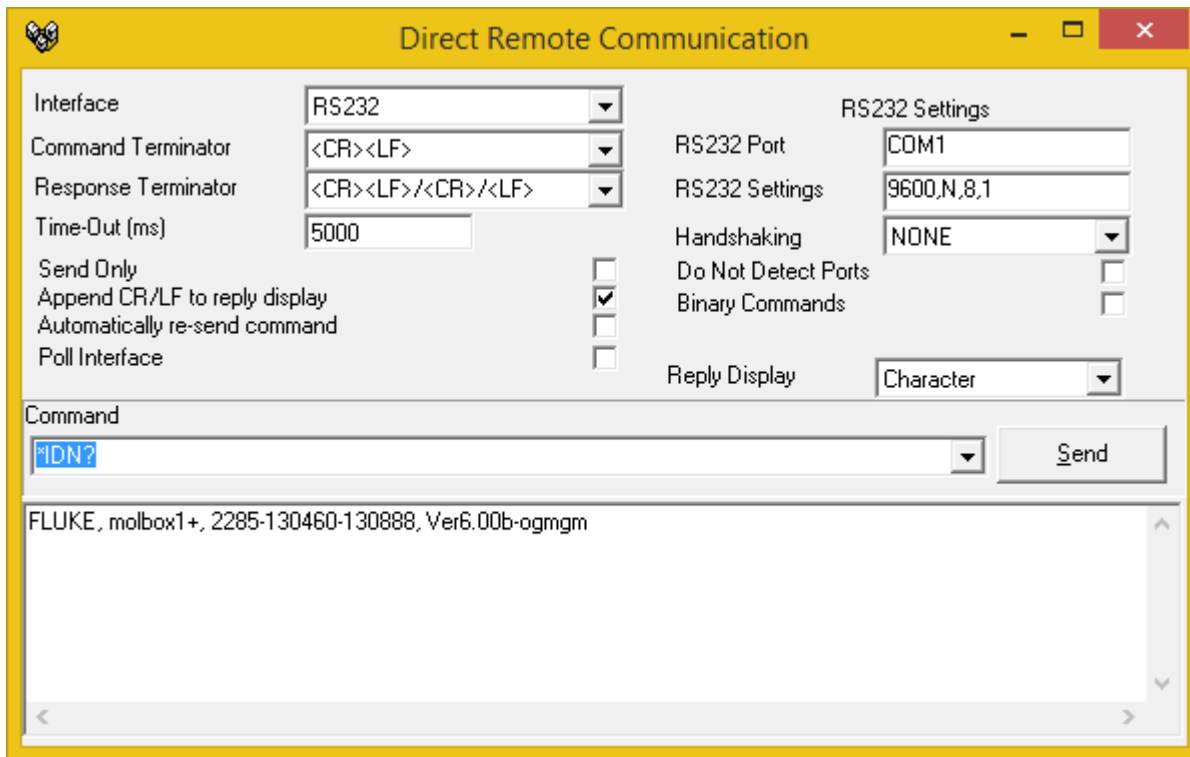 Direct Remote Communication
Interface
RS232
Command Terminator
<CR><LF>
Response Terminator
<CR><LF>/<CR>/<LF>
Time-Out (ms)
5000
Send Only
Append CR/LF to reply display
Automatically re-send command
Poll Interface
RS232 Settings
RS232 Port
COM1
RS232 Settings
9600,N,8,1
Handshaking
NONE
Do Not Detect Ports
Binary Commands
Reply Display
Character
Command
*IDN?
Send
FLUKE, molbox1+, 2285-130460-130888, Ver6.00b-ogmgm